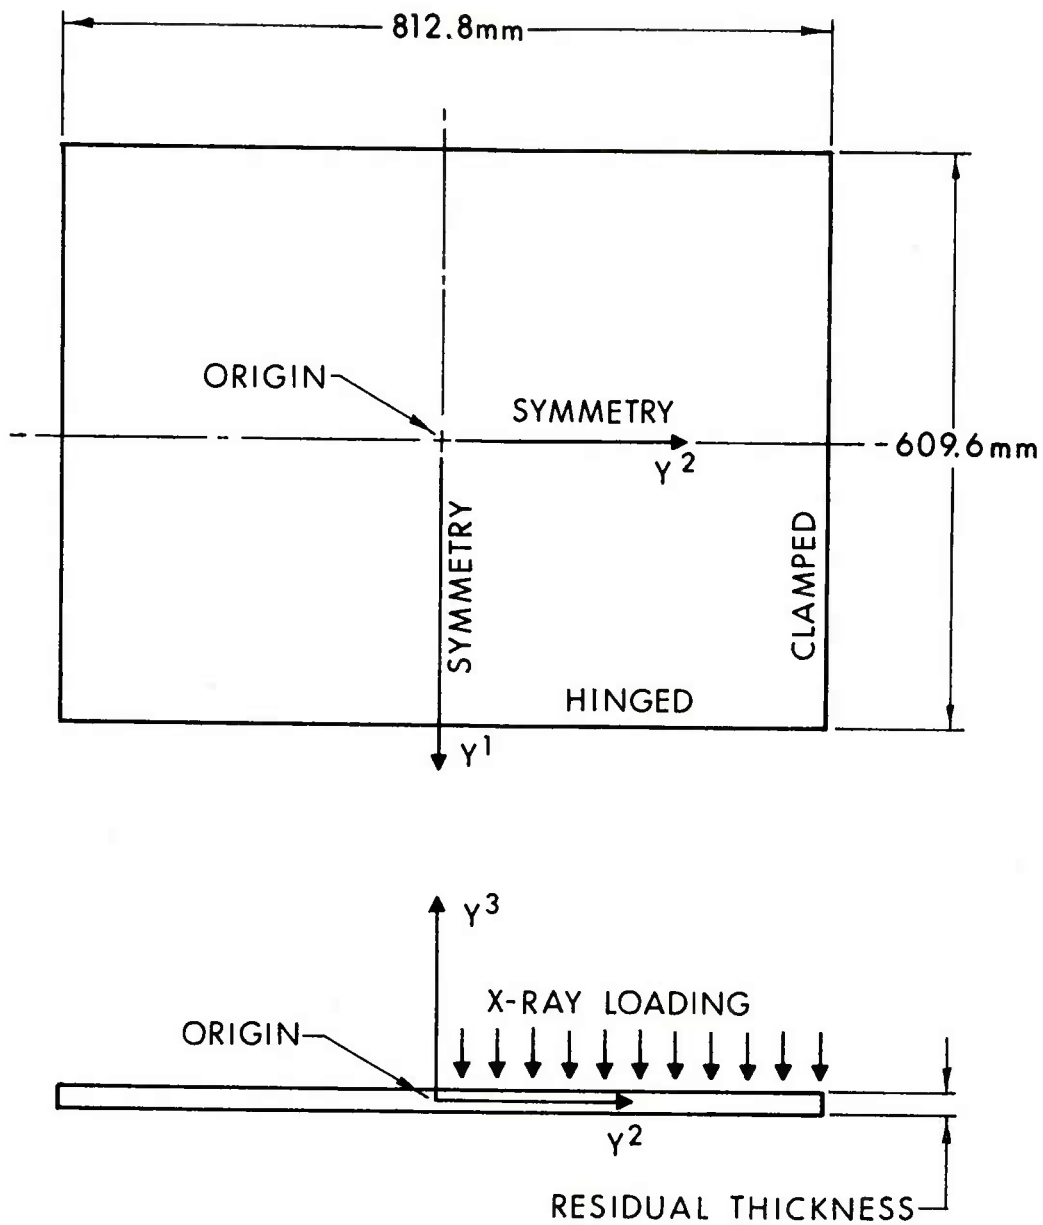 812.8mm
ORIGIN
SYMMETRY
Y²
609.6mm
SYMMETRY
CLAMPED
HINGED
Y¹
Y³
X-RAY LOADING
ORIGIN
Y²
RESIDUAL THICKNESS